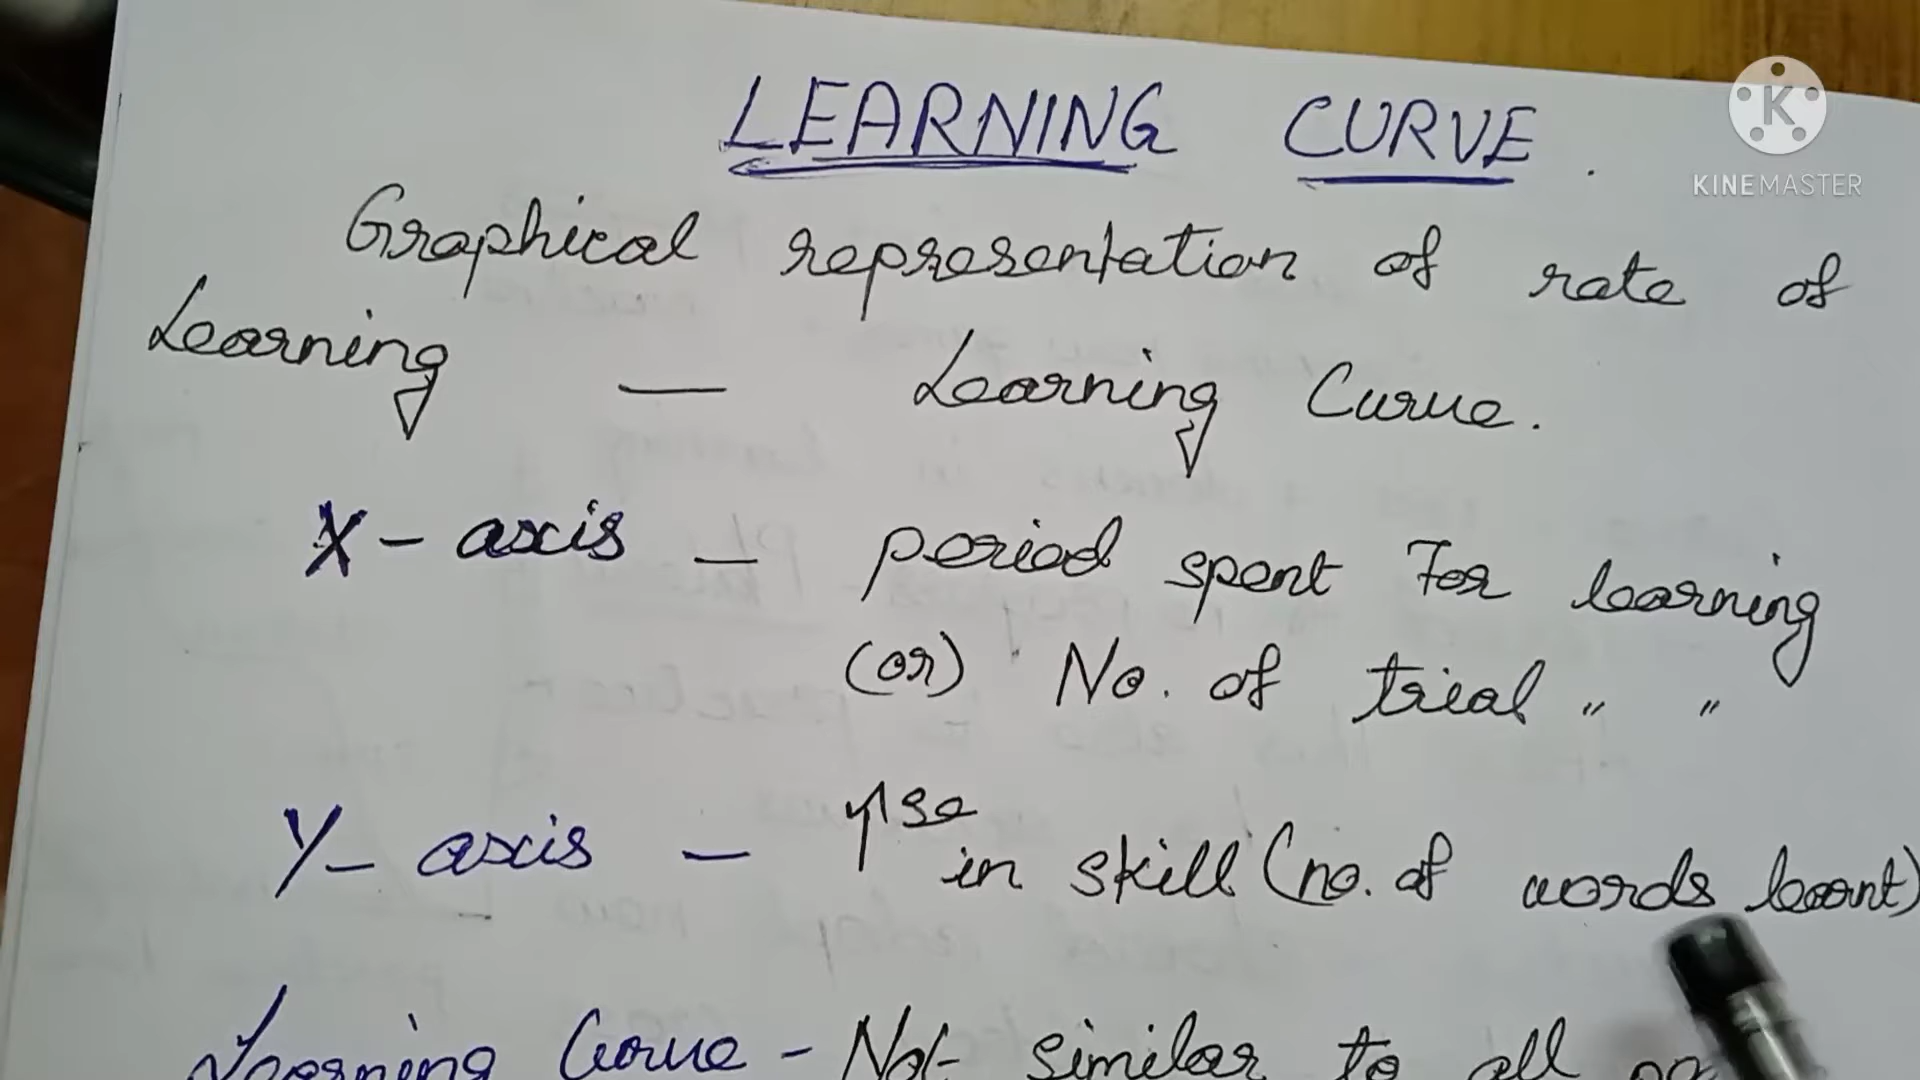 LEARNING CURVE.
KINEMASTER
Graphical representation of rate of
Learning — Learning Curve.
X - axis — period spent For learning
(or) No. of trial " "
Y - axis — ↑se in skill (no. of words learnt)
Learning Curve - Not similar to all